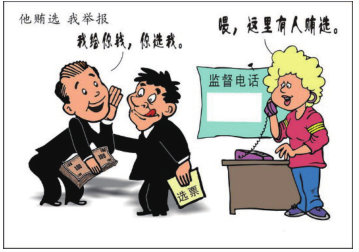 他贿选 我举报
我给你钱，你选我。
喂，这里有人贿选。
监督电话
选票